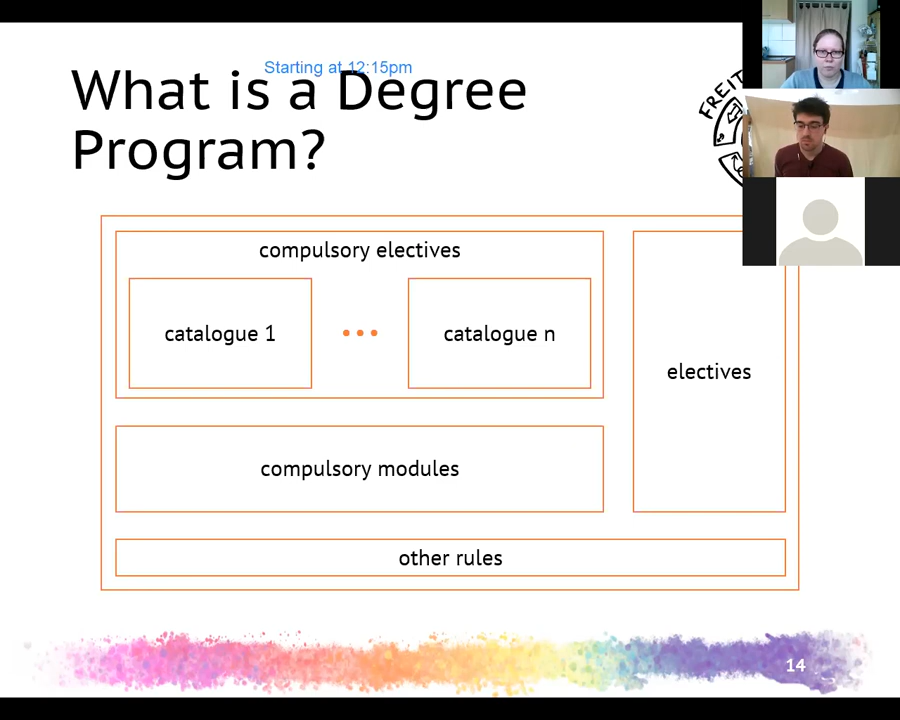 Starting at 12:15pm
What is a Degree
Program?
FREIT
compulsory electives
catalogue 1
catalogue n
electives
compulsory modules
other rules
14